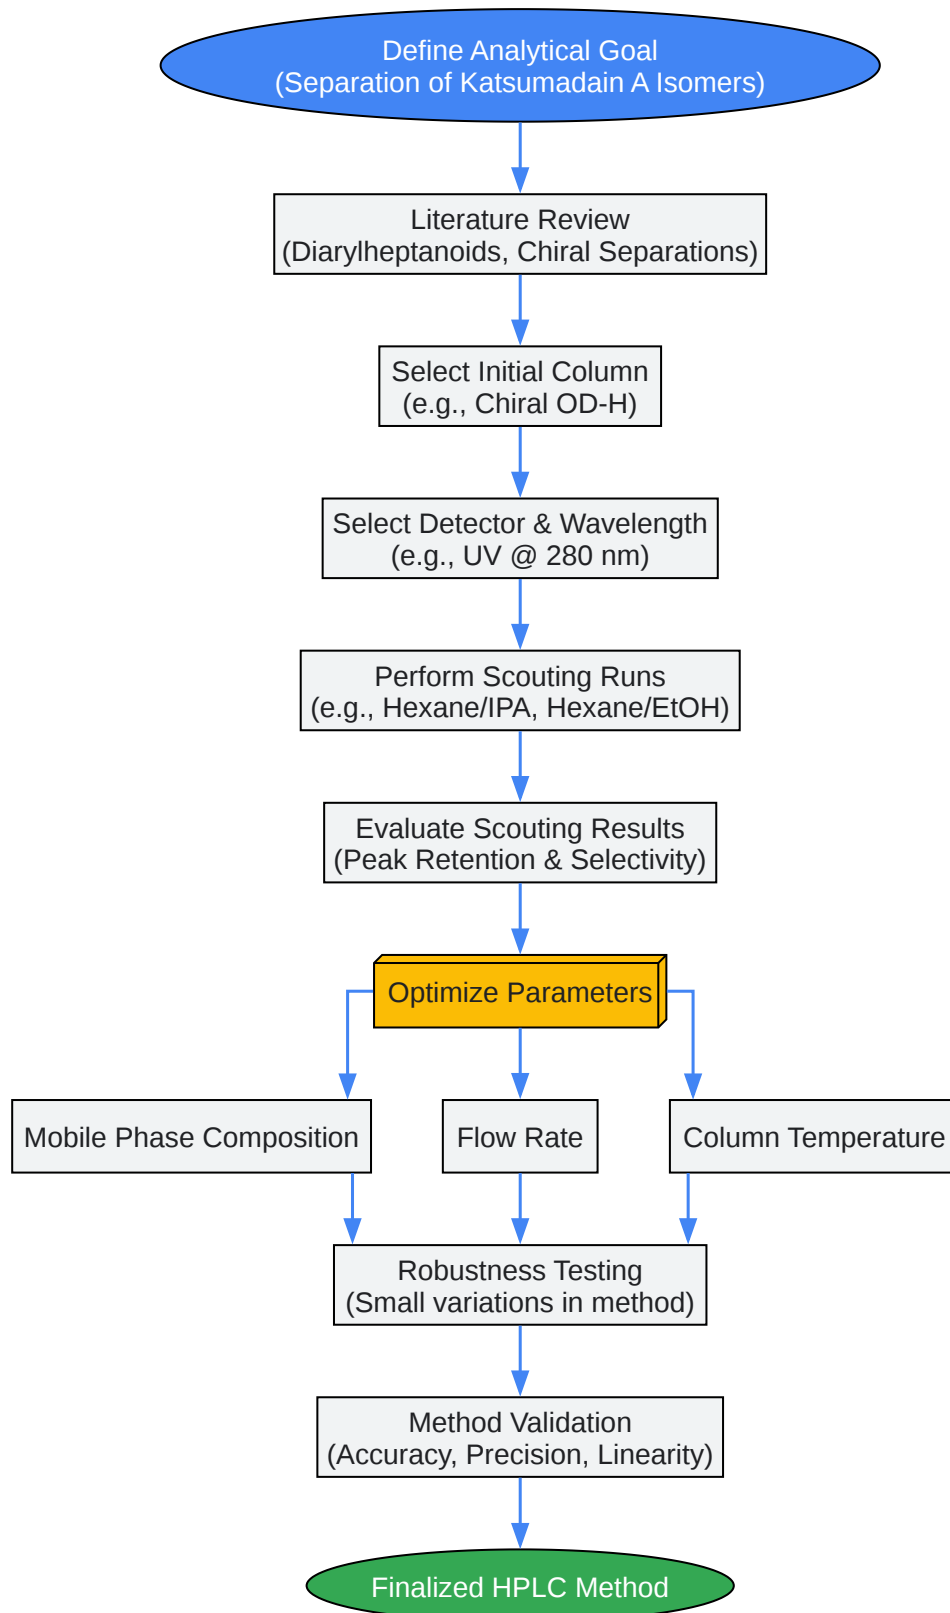 Define Analytical Goal
(Separation of Katsumadain A Isomers)
Literature Review
(Diarylheptanoids, Chiral Separations)
Select Initial Column
(e.g., Chiral OD-H)
Select Detector & Wavelength
(e.g., UV @ 280 nm)
Perform Scouting Runs
(e.g., Hexane/IPA, Hexane/EtOH)
Evaluate Scouting Results
(Peak Retention & Selectivity)
Optimize Parameters
Mobile Phase Composition
Flow Rate
Column Temperature
Robustness Testing
(Small variations in method)
Method Validation
(Accuracy, Precision, Linearity)
Finalized HPLC Method